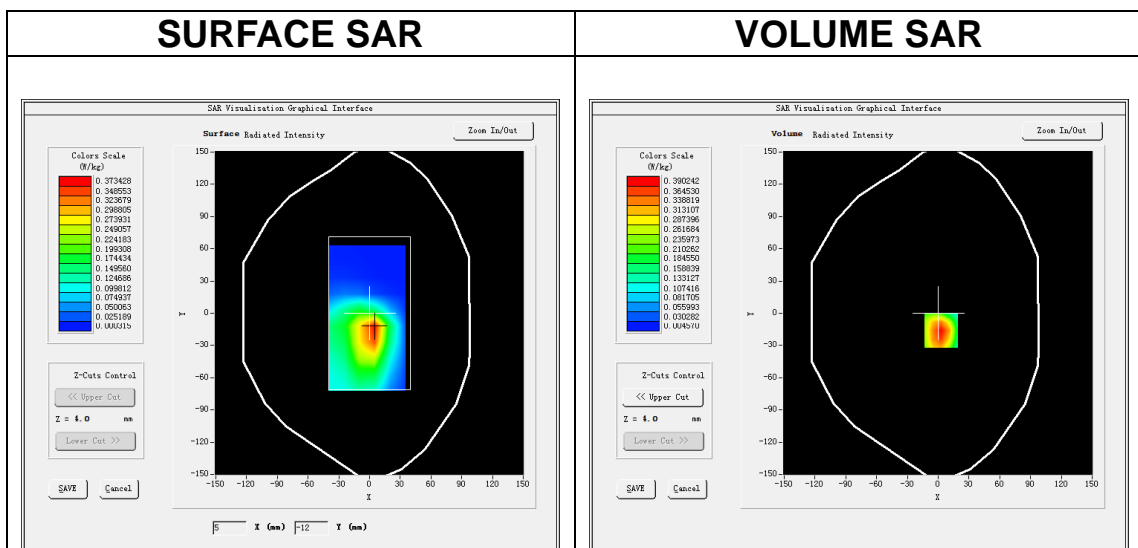 SURFACE SAR
VOLUME SAR
SAR Visualisation Graphical Interface
Surface Radiated Intensity
Zoom In/Out
Colors Scale
(W/kg)
0.373428
0.348553
0.323679
0.298805
0.273931
0.249057
0.224183
0.199308
0.174434
0.149560
0.124686
0.099812
0.074937
0.050063
0.025189
0.000315
150
120
90
60
30
0
-30
-60
-90
-120
-150
Y
-150 -120 -90 -60 -30 0 30 60 90 120 150
X
Z-Cuts Control
<< Upper Cut
Z = 4.0 mm
Lower Cut >>
SAVE Cancel
5 X (mm) -12 Y (mm)
SAR Visualisation Graphical Interface
Volume Radiated Intensity
Zoom In/Out
Colors Scale
(W/kg)
0.390242
0.364530
0.338819
0.313107
0.287396
0.261684
0.235973
0.210262
0.184550
0.158839
0.133127
0.107416
0.081705
0.055993
0.030282
0.004570
150
120
90
60
30
0
-30
-60
-90
-120
-150
Y
-150 -120 -90 -60 -30 0 30 60 90 120 150
X
Z-Cuts Control
<< Upper Cut
Z = 4.0 mm
Lower Cut >>
SAVE Cancel